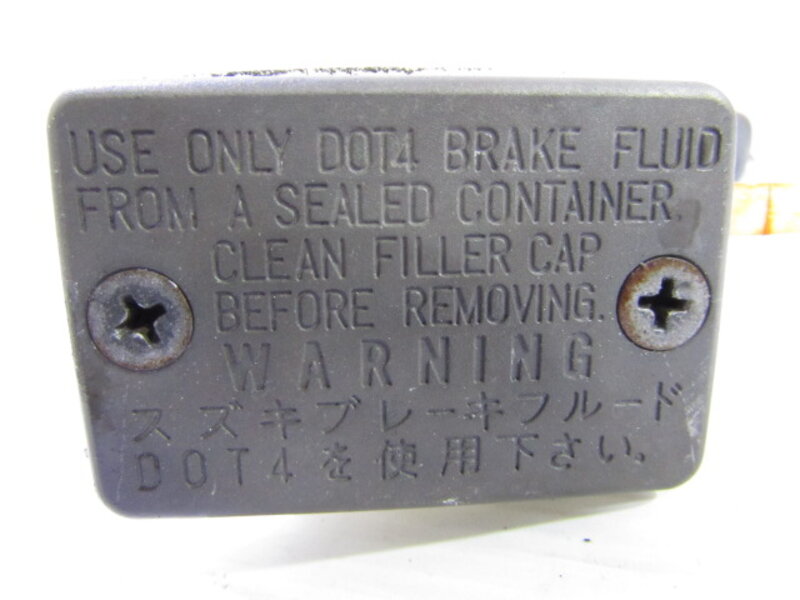 USE ONLY DOT4 BRAKE FLUID
FROM A SEALED CONTAINER.
CLEAN FILLER CAP
BEFORE REMOVING.
WARNING
スズキブレーキフルード
DOT4を使用下さい。